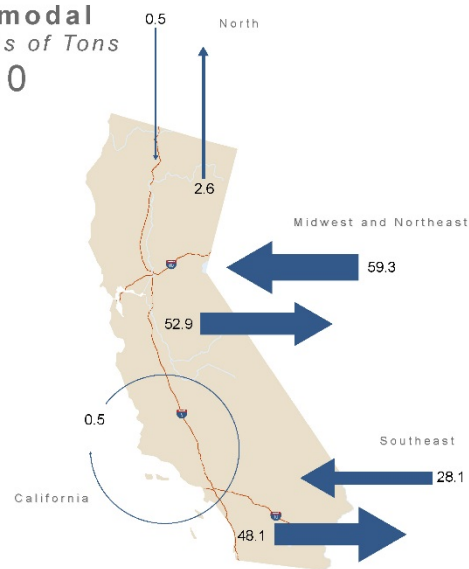 modal
s of Tons
0
0.5
North
2.6
Midwest and Northeast
59.3
52.9
0.5
Southeast
28.1
California
48.1